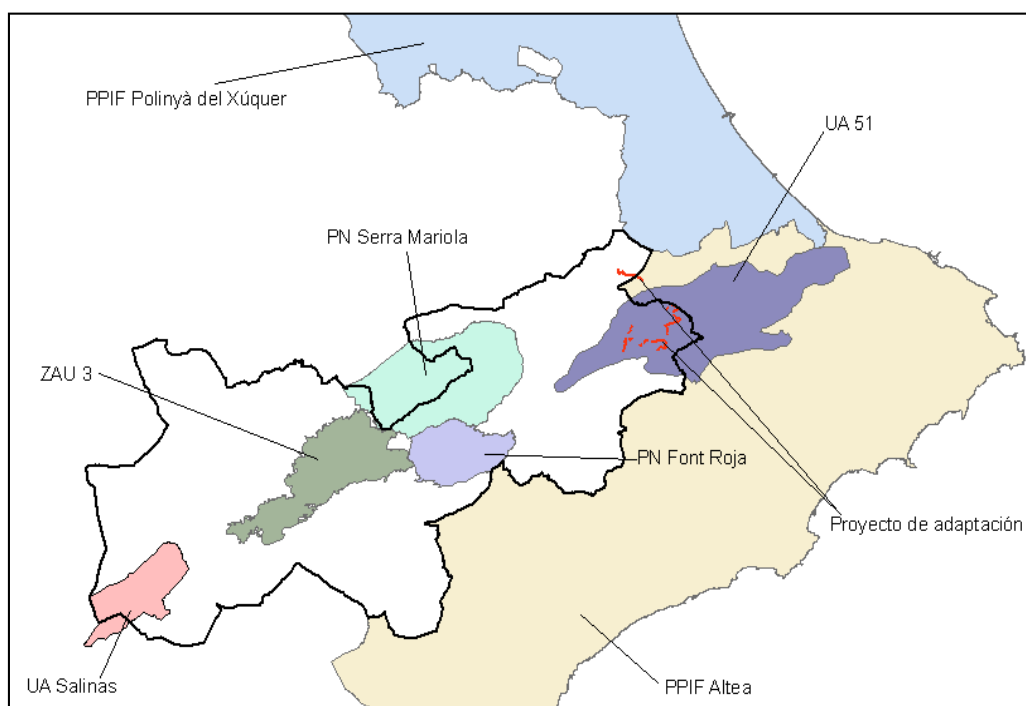 PPIF Polinyà del Xúquer
UA 51
PN Serra Mariola
ZAU 3
PN Font Roja
Proyecto de adaptación
UA Salinas
PPIF Altea